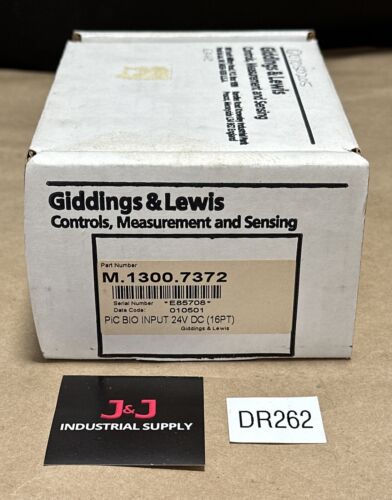 Giddings & Lewis
Controls, Measurement and Sensing
Giddings & Lewis
Controls, Measurement and Sensing
Part Number
M.1300.7372
Serial Number *E85708*
Date Code: 010501
PIC BIO INPUT 24V DC (16PT)
Giddings & Lewis
J&J
INDUSTRIAL SUPPLY
DR262